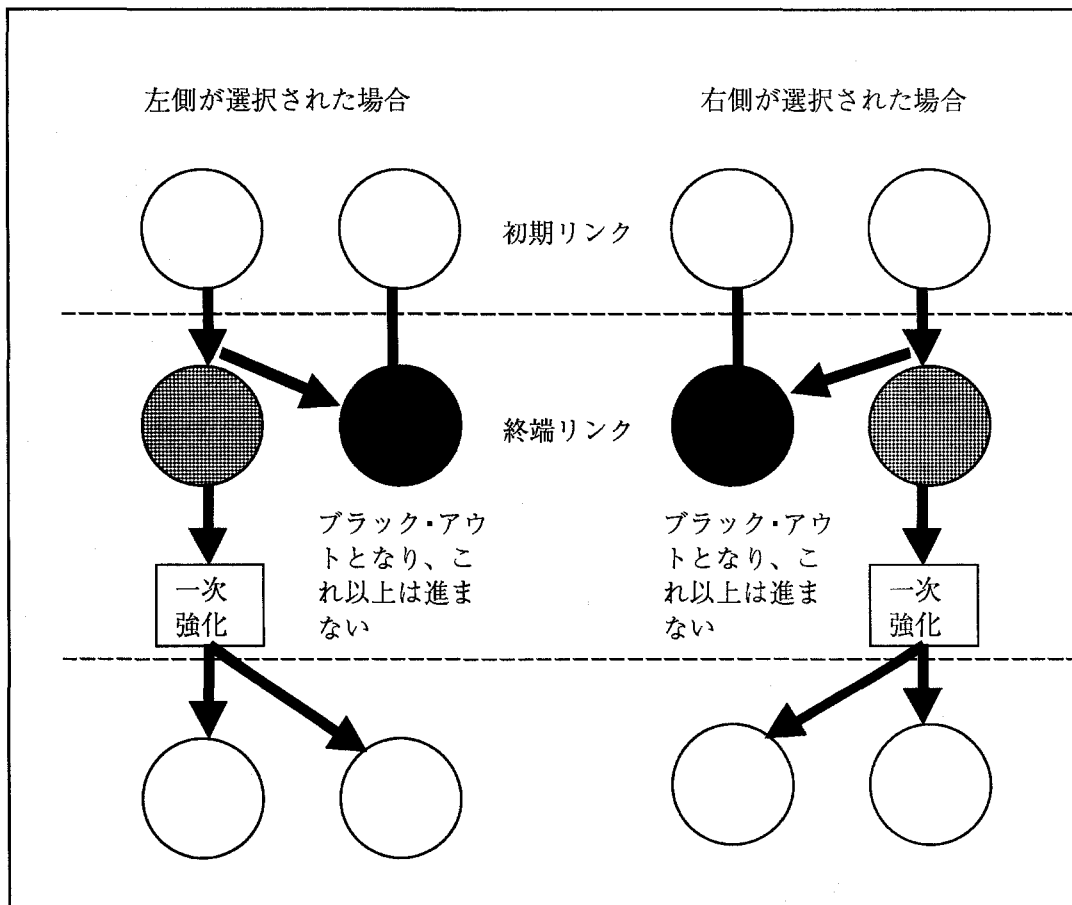 左側が選択された場合
右側が選択された場合
初期リンク
終端リンク
ブラック・アウ
トとなり、こ
れ以上は進ま
ない
ブラック・アウ
トとなり、こ
れ以上は進ま
ない
一次
強化
一次
強化